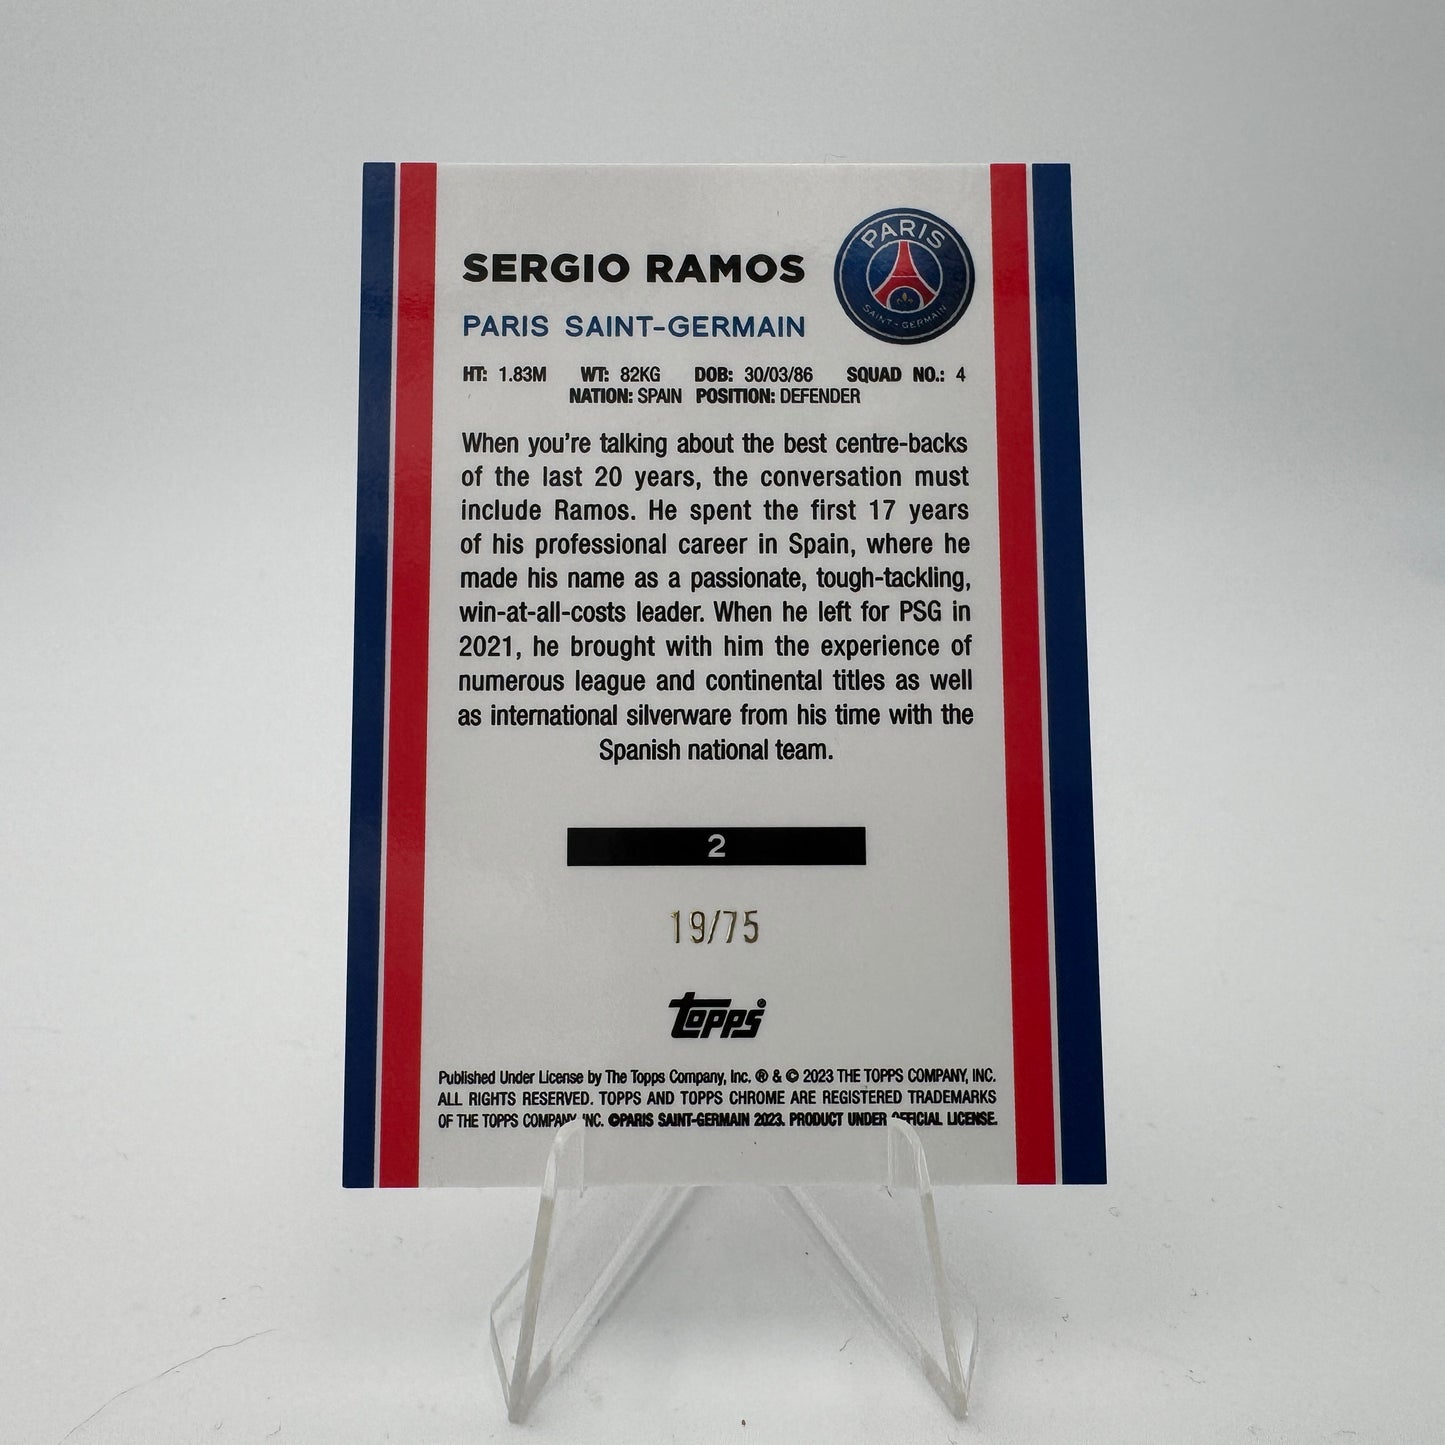 SERGIO RAMOS
PARIS SAINT-GERMAIN
PARIS
SAINT-GERMAIN
HT: 1.83M WT: 82KG DOB: 30/03/86 SQUAD NO.: 4
NATION: SPAIN POSITION: DEFENDER
When you're talking about the best centre-backs
of the last 20 years, the conversation must
include Ramos. He spent the first 17 years
of his professional career in Spain, where he
made his name as a passionate, tough-tackling,
win-at-all-costs leader. When he left for PSG in
2021, he brought with him the experience of
numerous league and continental titles as well
as international silverware from his time with the
Spanish national team.
2
19/75
topps®
Published Under License by The Topps Company, Inc. ® & © 2023 THE TOPPS COMPANY, INC.
ALL RIGHTS RESERVED. TOPPS AND TOPPS CHROME ARE REGISTERED TRADEMARKS
OF THE TOPPS COMPANY, INC. ©PARIS SAINT-GERMAIN 2023. PRODUCT UNDER OFFICIAL LICENSE.